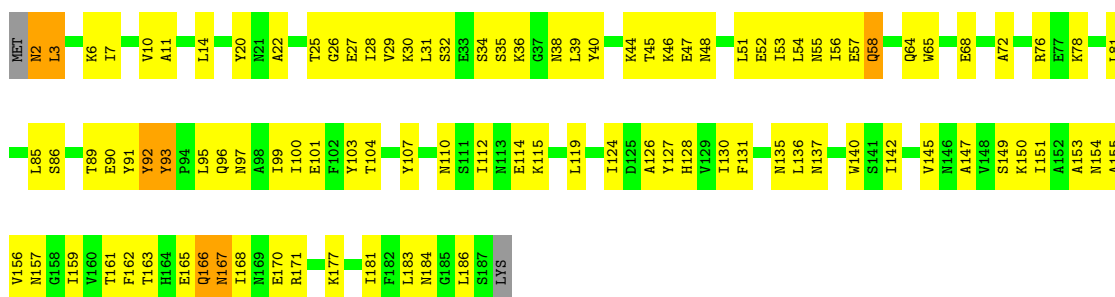 MET N2 L3 K6 I7 V10 A11 L14 Y20 N21 A22 T25 G26 E27 I28 V29 K30 L31 S32 E33 S34 S35 K36 G37 N38 L39 Y40 K44 T45 K46 E47 N48 L51 E52 I53 L54 N55 I56 E57 Q58 Q64 W65 E68 A72 R76 E77 K78 L81
L85 S86 T89 E90 Y91 Y92 Y93 P94 L95 Q96 N97 A98 I99 I100 E101 F102 Y103 T104 Y107 N110 S111 I112 N113 E114 K115 L119 I124 D125 A126 Y127 H128 V129 I130 F131 N135 L136 N137 W140 S141 I142 V145 N146 A147 V148 S149 K150 I151 A152 A153 N154 A155
V156 N157 G158 I159 V160 T161 F162 T163 H164 E165 Q166 N167 I168 N169 E170 R171 K177 I181 F182 L183 N184 G185 L186 S187 LYS